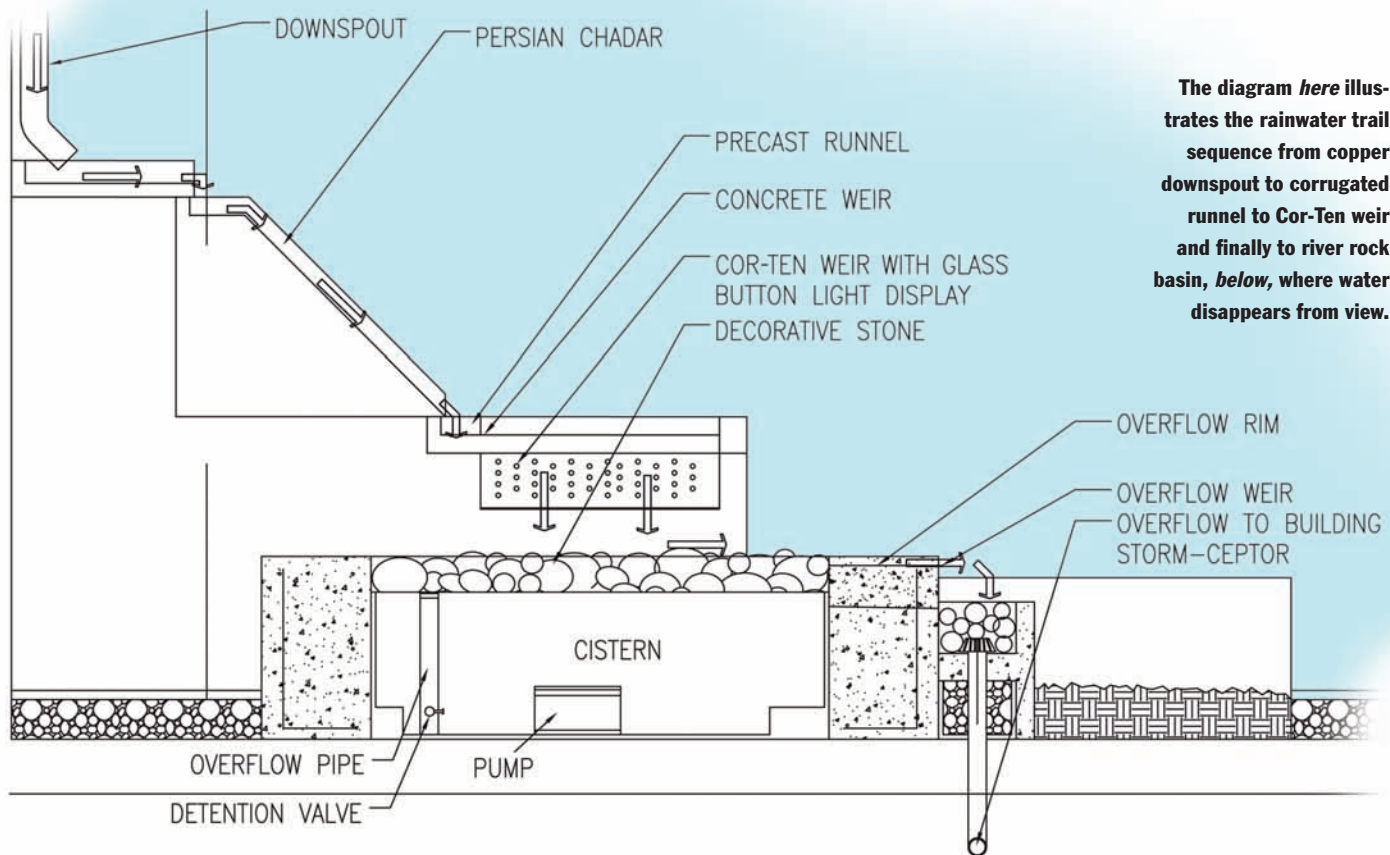 DOWNSPOUT
PERSIAN CHADAR
The diagram here illus-
trates the rainwater trail
sequence from copper
downspout to corrugated
runnel to Cor-Ten weir
and finally to river rock
basin, below, where water
disappears from view.
PRECAST RUNNEL
CONCRETE WEIR
COR-TEN WEIR WITH GLASS
BUTTON LIGHT DISPLAY
DECORATIVE STONE
OVERFLOW RIM
OVERFLOW WEIR
OVERFLOW TO BUILDING
STORM-CEPTOR
CISTERN
OVERFLOW PIPE
PUMP
DETENTION VALVE